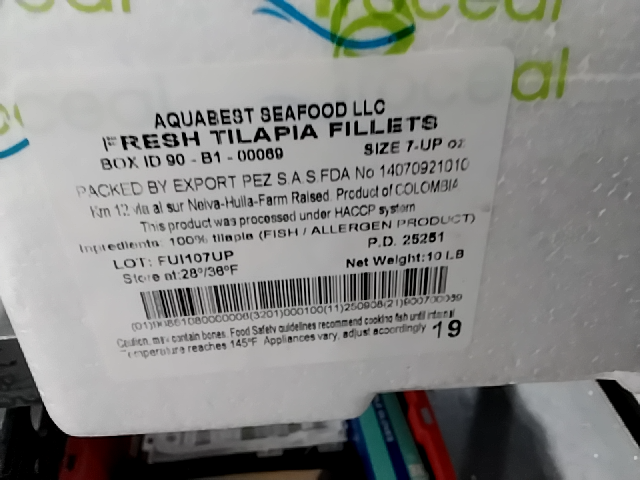 ocean
AQUABEST SEAFOOD LLC
FRESH TILAPIA FILLETS
BOX ID 90 - B1 - 00069 SIZE 7-UP oz
PACKED BY EXPORT PEZ S.A.S. FDA No 14070921010
Km 12 vía al sur Neiva-Huila-Farm Raised. Product of COLOMBIA
This product was processed under HACCP system
Ingredients: 100% tilapia (FISH / ALLERGEN PRODUCT)
LOT: FUI107UP P.D. 25251
Store at: 28°/36°F Net Weight: 10 LB
Caution, may contain bones. Food Safety guidelines recommend cooking fish until internal
Temperature reaches 145°F. Appliances vary, adjust accordingly 19